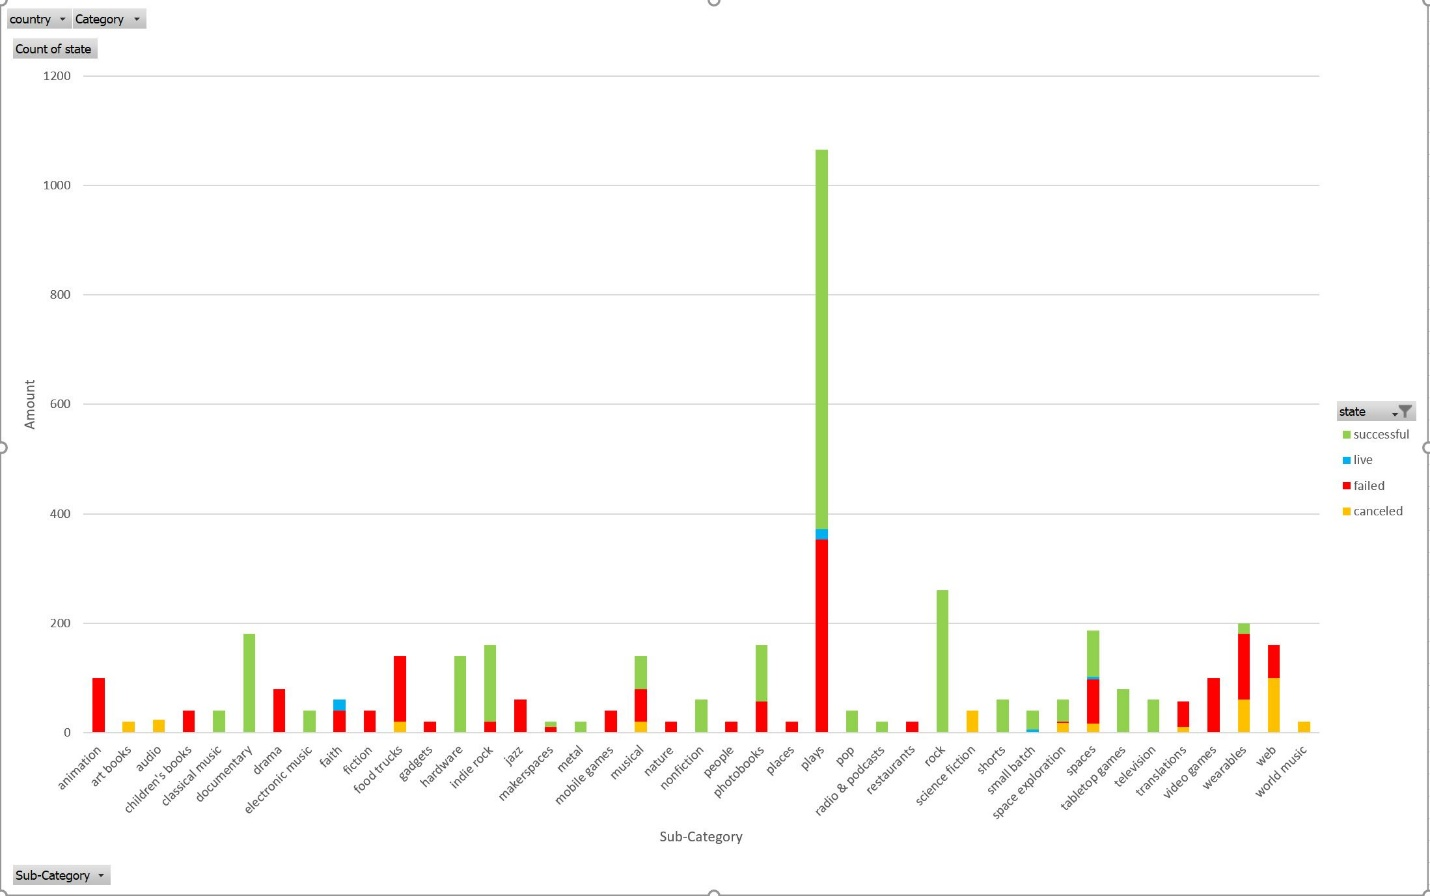 country Category
Count of state
1200
1000
800
600
400
200
0
Amount
state
successful
live
failed
canceled
animation
art books
audio
children's books
classical music
documentary
drama
electronic music
faith
fiction
food trucks
gadgets
hardware
indie rock
jazz
makerspaces
metal
mobile games
musical
nature
nonfiction
people
photobooks
places
plays
pop
radio & podcasts
restaurants
rock
science fiction
shorts
small batch
space exploration
spaces
tabletop games
television
translations
video games
wearables
web
world music
Sub-Category
Sub-Category